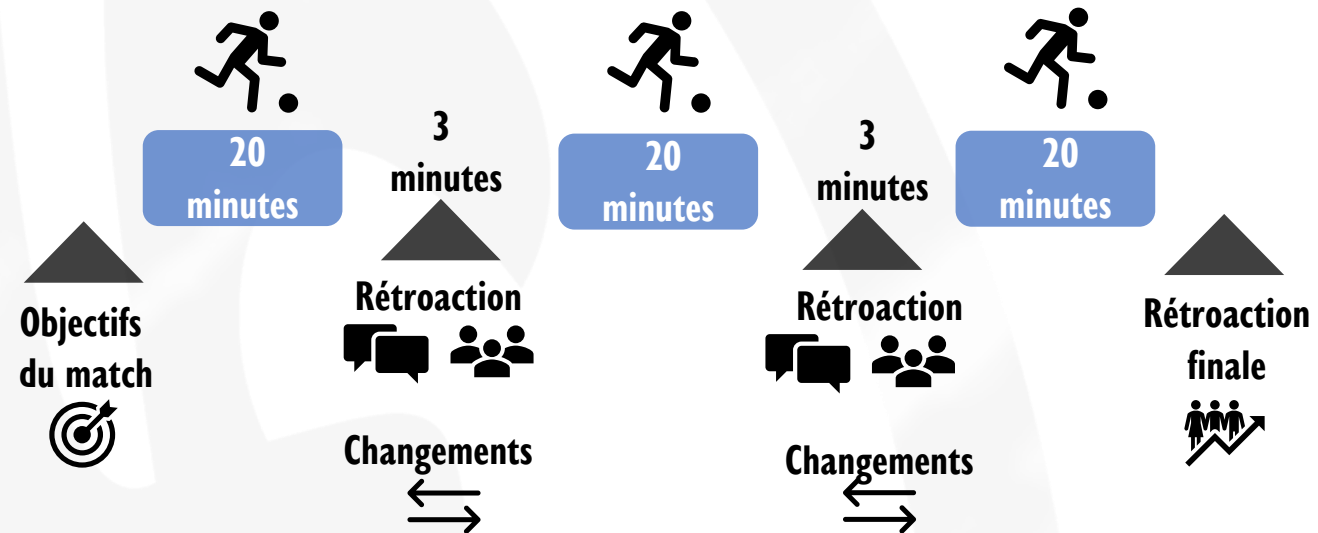 20
minutes
3
minutes
20
minutes
3
minutes
20
minutes
Objectifs
du match
Rétroaction
Changements
Rétroaction
Changements
Rétroaction
finale